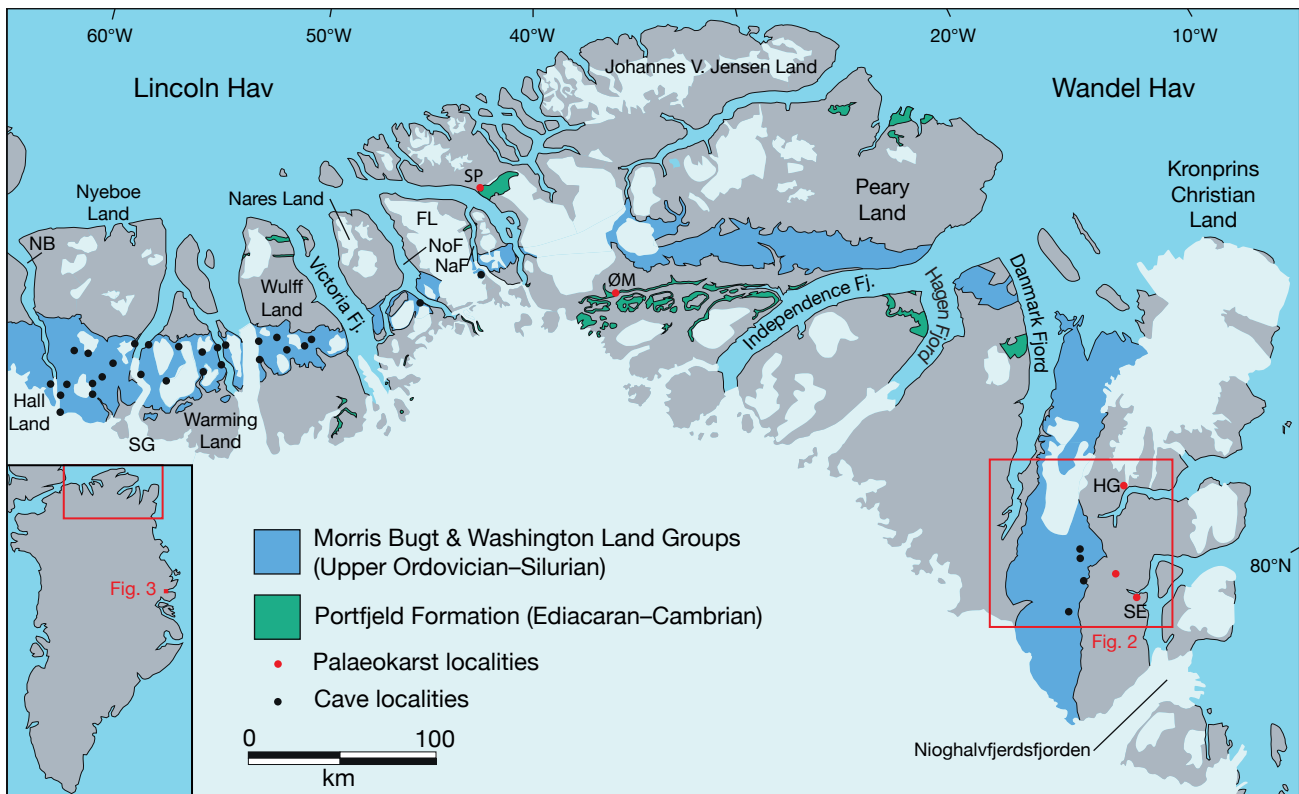 60°W
50°W
40°W
20°W
10°W
Lincoln Hav
Johannes V. Jensen Land
Wandel Hav
SP
Nyeboe
Land
Nares Land
FL
Peary
Land
Kronprins
Christian
Land
NB
NoF
NaF
Wulff
Land
Victoria Fj.
ØM
Independence Fj.
Hagen Fjord
Danmark Fjord
Hall
Land
Warming
Land
SG
HG
80°N
SE
Fig. 2
Fig. 3
Morris Bugt & Washington Land Groups
(Upper Ordovician–Silurian)
Portfjeld Formation (Ediacaran–Cambrian)
Palaeokarst localities
Cave localities
0 100
km
Nioghalvfjerdsfjorden